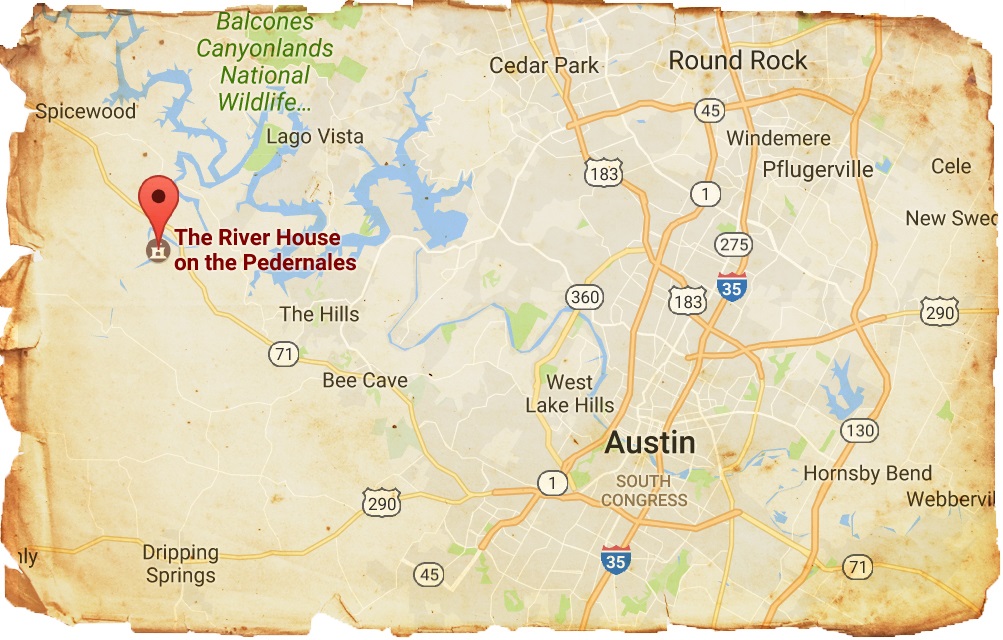 Balcones
Canyonlands
National
Wildlife...
Cedar Park
Round Rock
Spicewood
45
Lago Vista
Windemere
183
Pflugerville
Cele
1
The River House
on the Pedernales
New Swed
275
35
360
183
290
The Hills
71
Bee Cave
West
Lake Hills
130
Austin
Hornsby Bend
1
SOUTH
CONGRESS
290
Webbervil
nly
Dripping
Springs
35
45
71